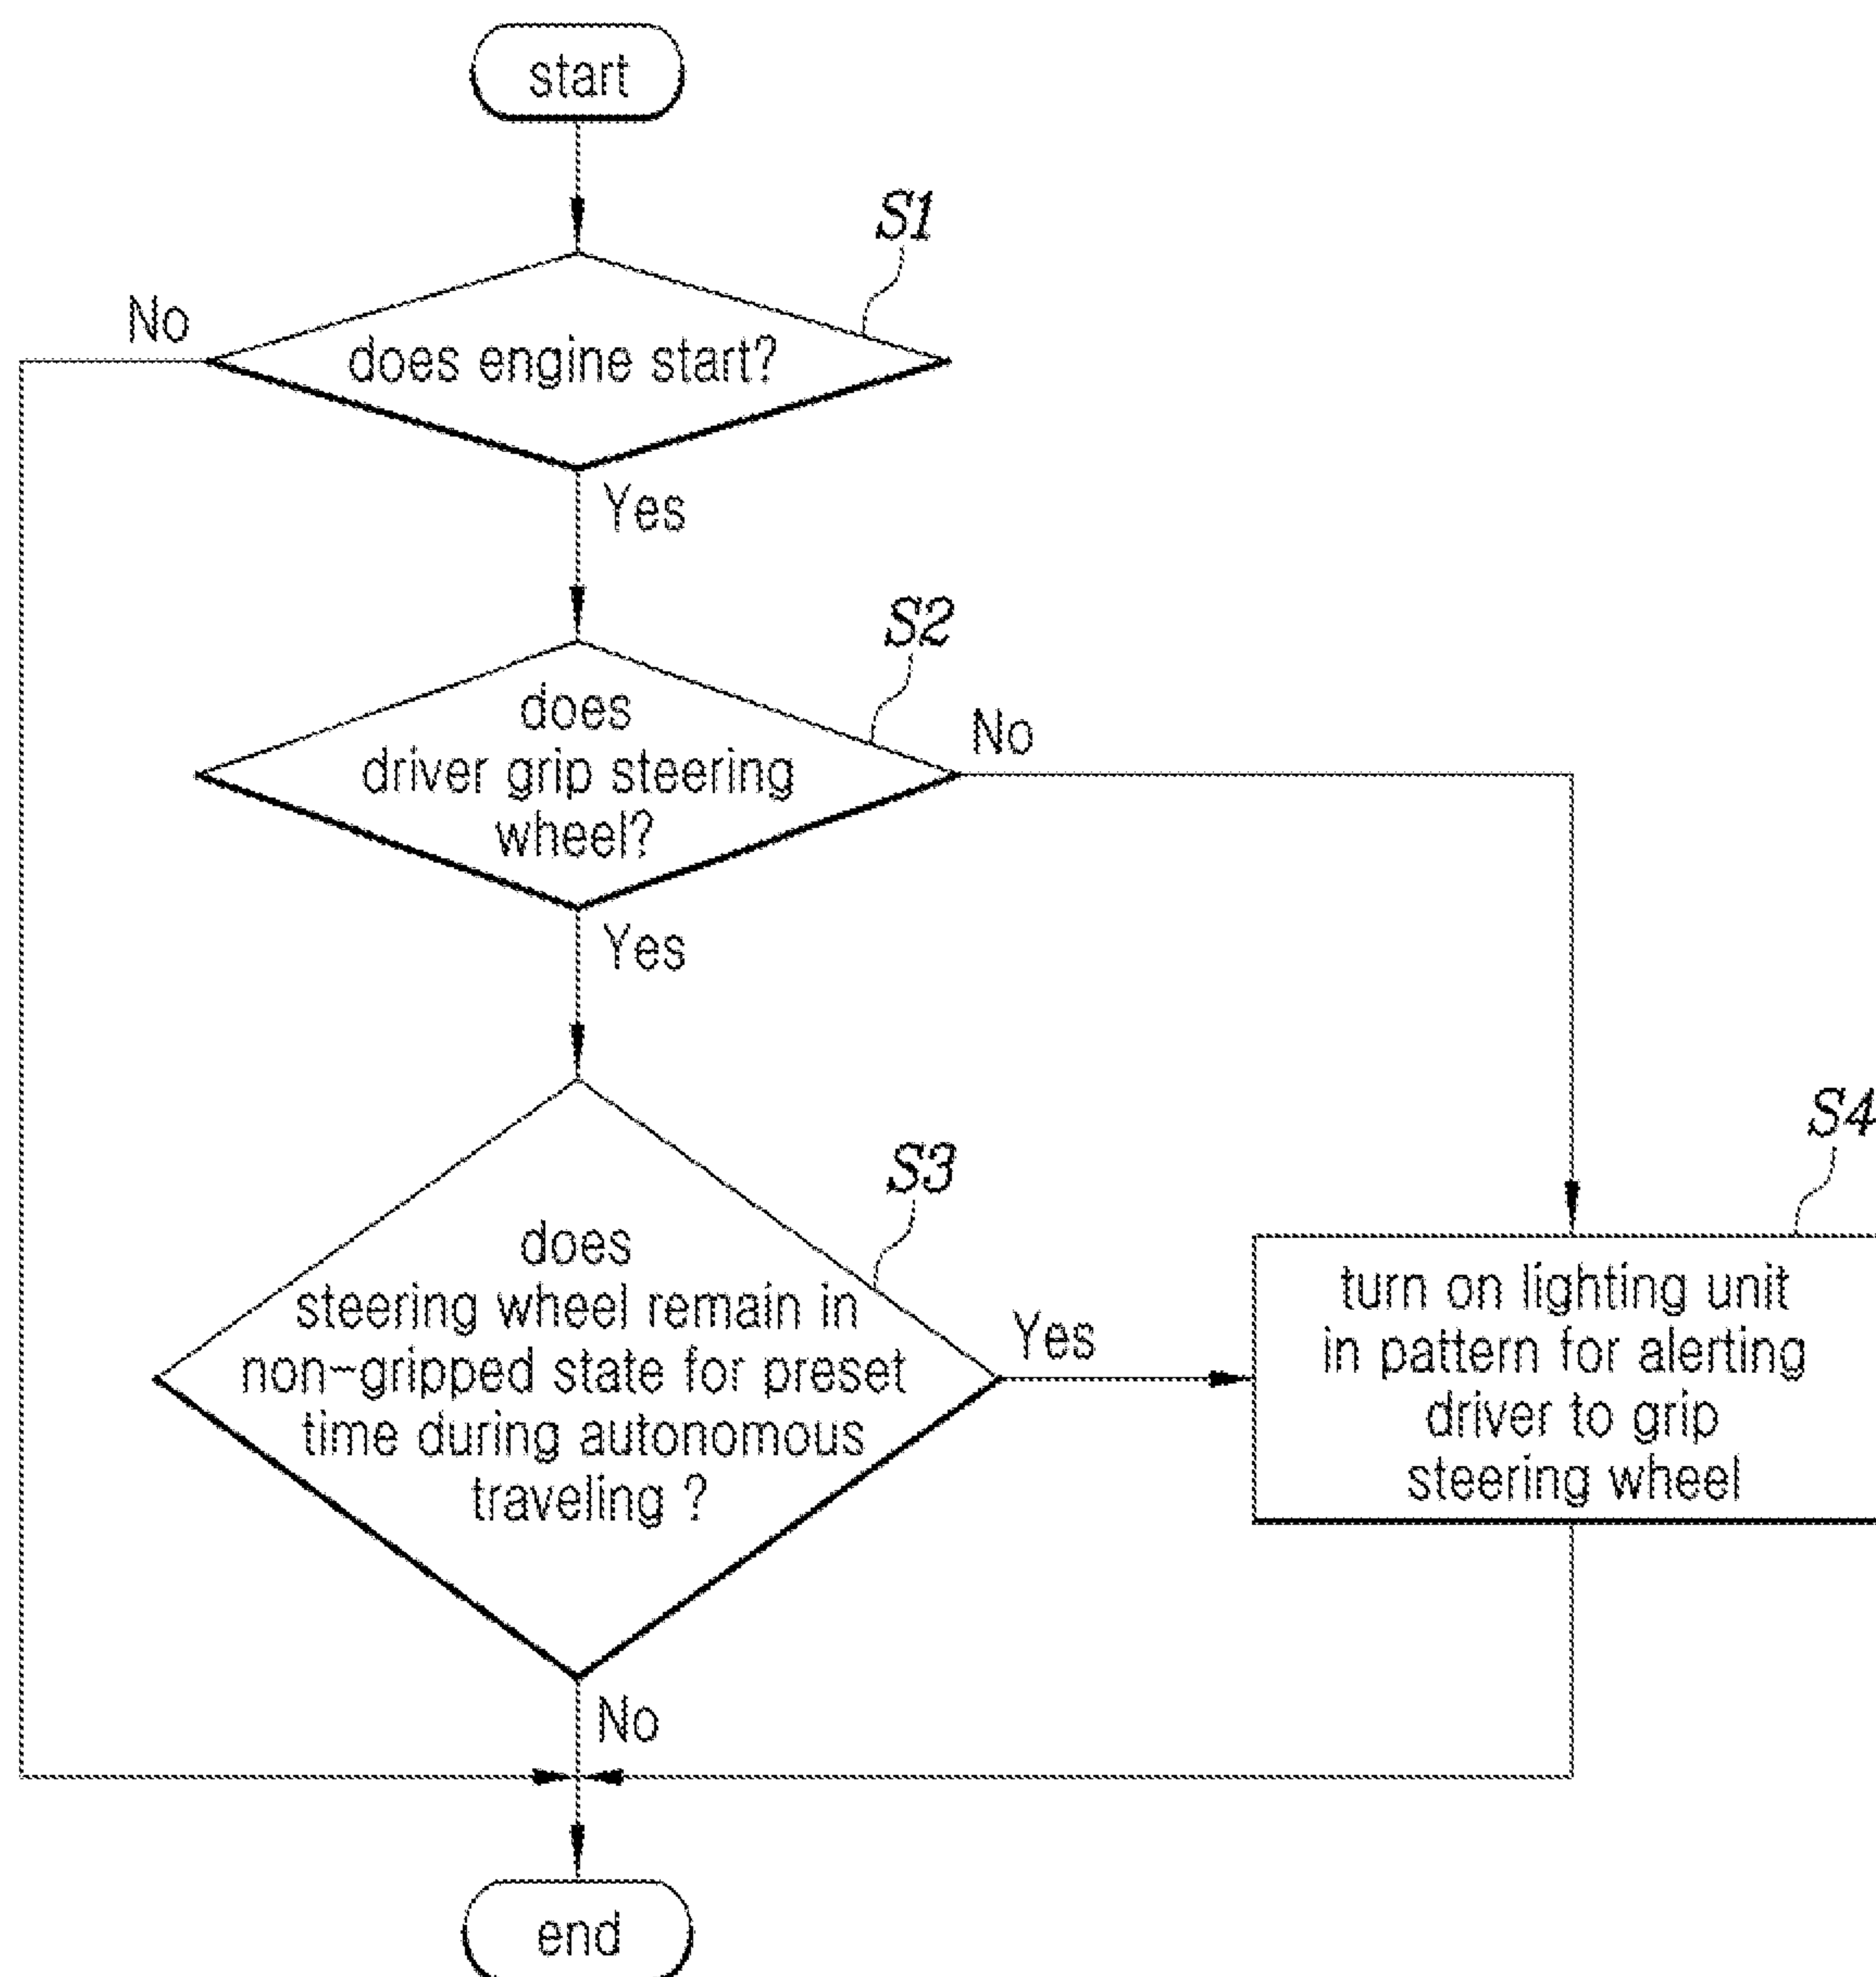 start
S1
No
does engine start?
Yes
S2
does
driver grip steering
wheel?
No
Yes
S3
does
steering wheel remain in
non-gripped state for preset
time during autonomous
traveling ?
Yes
S4
turn on lighting unit
in pattern for alerting
driver to grip
steering wheel
No
end